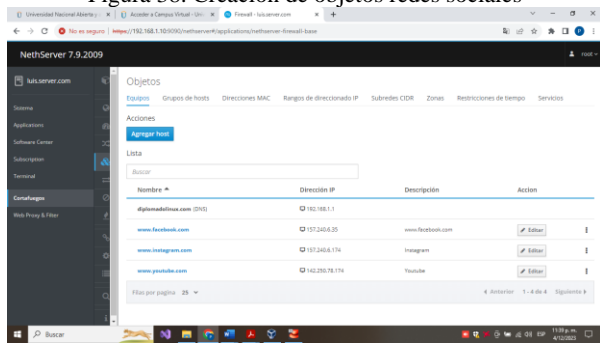 Figura 38. Creación de objetos redes sociales
Universidad Nacional Abierta y
Acceder a Campus Virtual - Uni
Firewall - luis.server.com
No es seguro | https://192.168.1.10:9090/nethserver#/applications/nethserver-firewall-base
NethServer 7.9.2009
root
luis.server.com
Sistema
Applications
Software Center
Subscription
Terminal
Cortafuegos
Web Proxy & Filter
Objetos
Equipos Grupos de hosts Direcciones MAC Rangos de direccionado IP Subredes CIDR Zonas Restricciones de tiempo Servicios
Acciones
Agregar host
Lista
Buscar
Nombre Dirección IP Descripción Accion
diplomadolinux.com (DNS) 192.168.1.1
www.facebook.com 157.240.6.35 www.facebook.com Editar
www.instagram.com 157.240.6.174 Instagram Editar
www.youtube.com 142.250.78.174 Youtube Editar
Filas por pagina 25 Anterior 1 - 4 de 4 Siguiente
Buscar
ESP
11:39 p. m.
4/12/2023